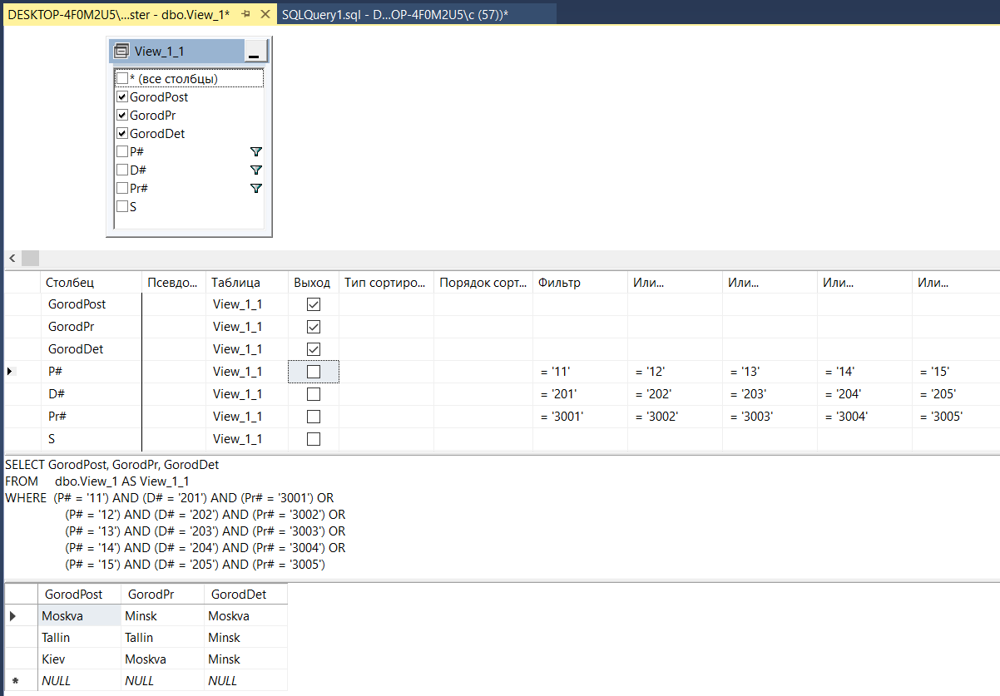 DESKTOP-4F0M2U5\...ster - dbo.View_1* SQLQuery1.sql - D...OP-4F0M2U5\c (57))*
View_1_1
* (все столбцы)
GorodPost
GorodPr
GorodDet
P#
D#
Pr#
S
Столбец Псевдо... Таблица Выход Тип сортиро... Порядок сорт... Фильтр Или... Или... Или... Или...
GorodPost View_1_1
GorodPr View_1_1
GorodDet View_1_1
P# View_1_1 = '11' = '12' = '13' = '14' = '15'
D# View_1_1 = '201' = '202' = '203' = '204' = '205'
Pr# View_1_1 = '3001' = '3002' = '3003' = '3004' = '3005'
S View_1_1
SELECT GorodPost, GorodPr, GorodDet
FROM dbo.View_1 AS View_1_1
WHERE (P# = '11') AND (D# = '201') AND (Pr# = '3001') OR
(P# = '12') AND (D# = '202') AND (Pr# = '3002') OR
(P# = '13') AND (D# = '203') AND (Pr# = '3003') OR
(P# = '14') AND (D# = '204') AND (Pr# = '3004') OR
(P# = '15') AND (D# = '205') AND (Pr# = '3005')
GorodPost GorodPr GorodDet
Moskva Minsk Moskva
Tallin Tallin Minsk
Kiev Moskva Minsk
* NULL NULL NULL